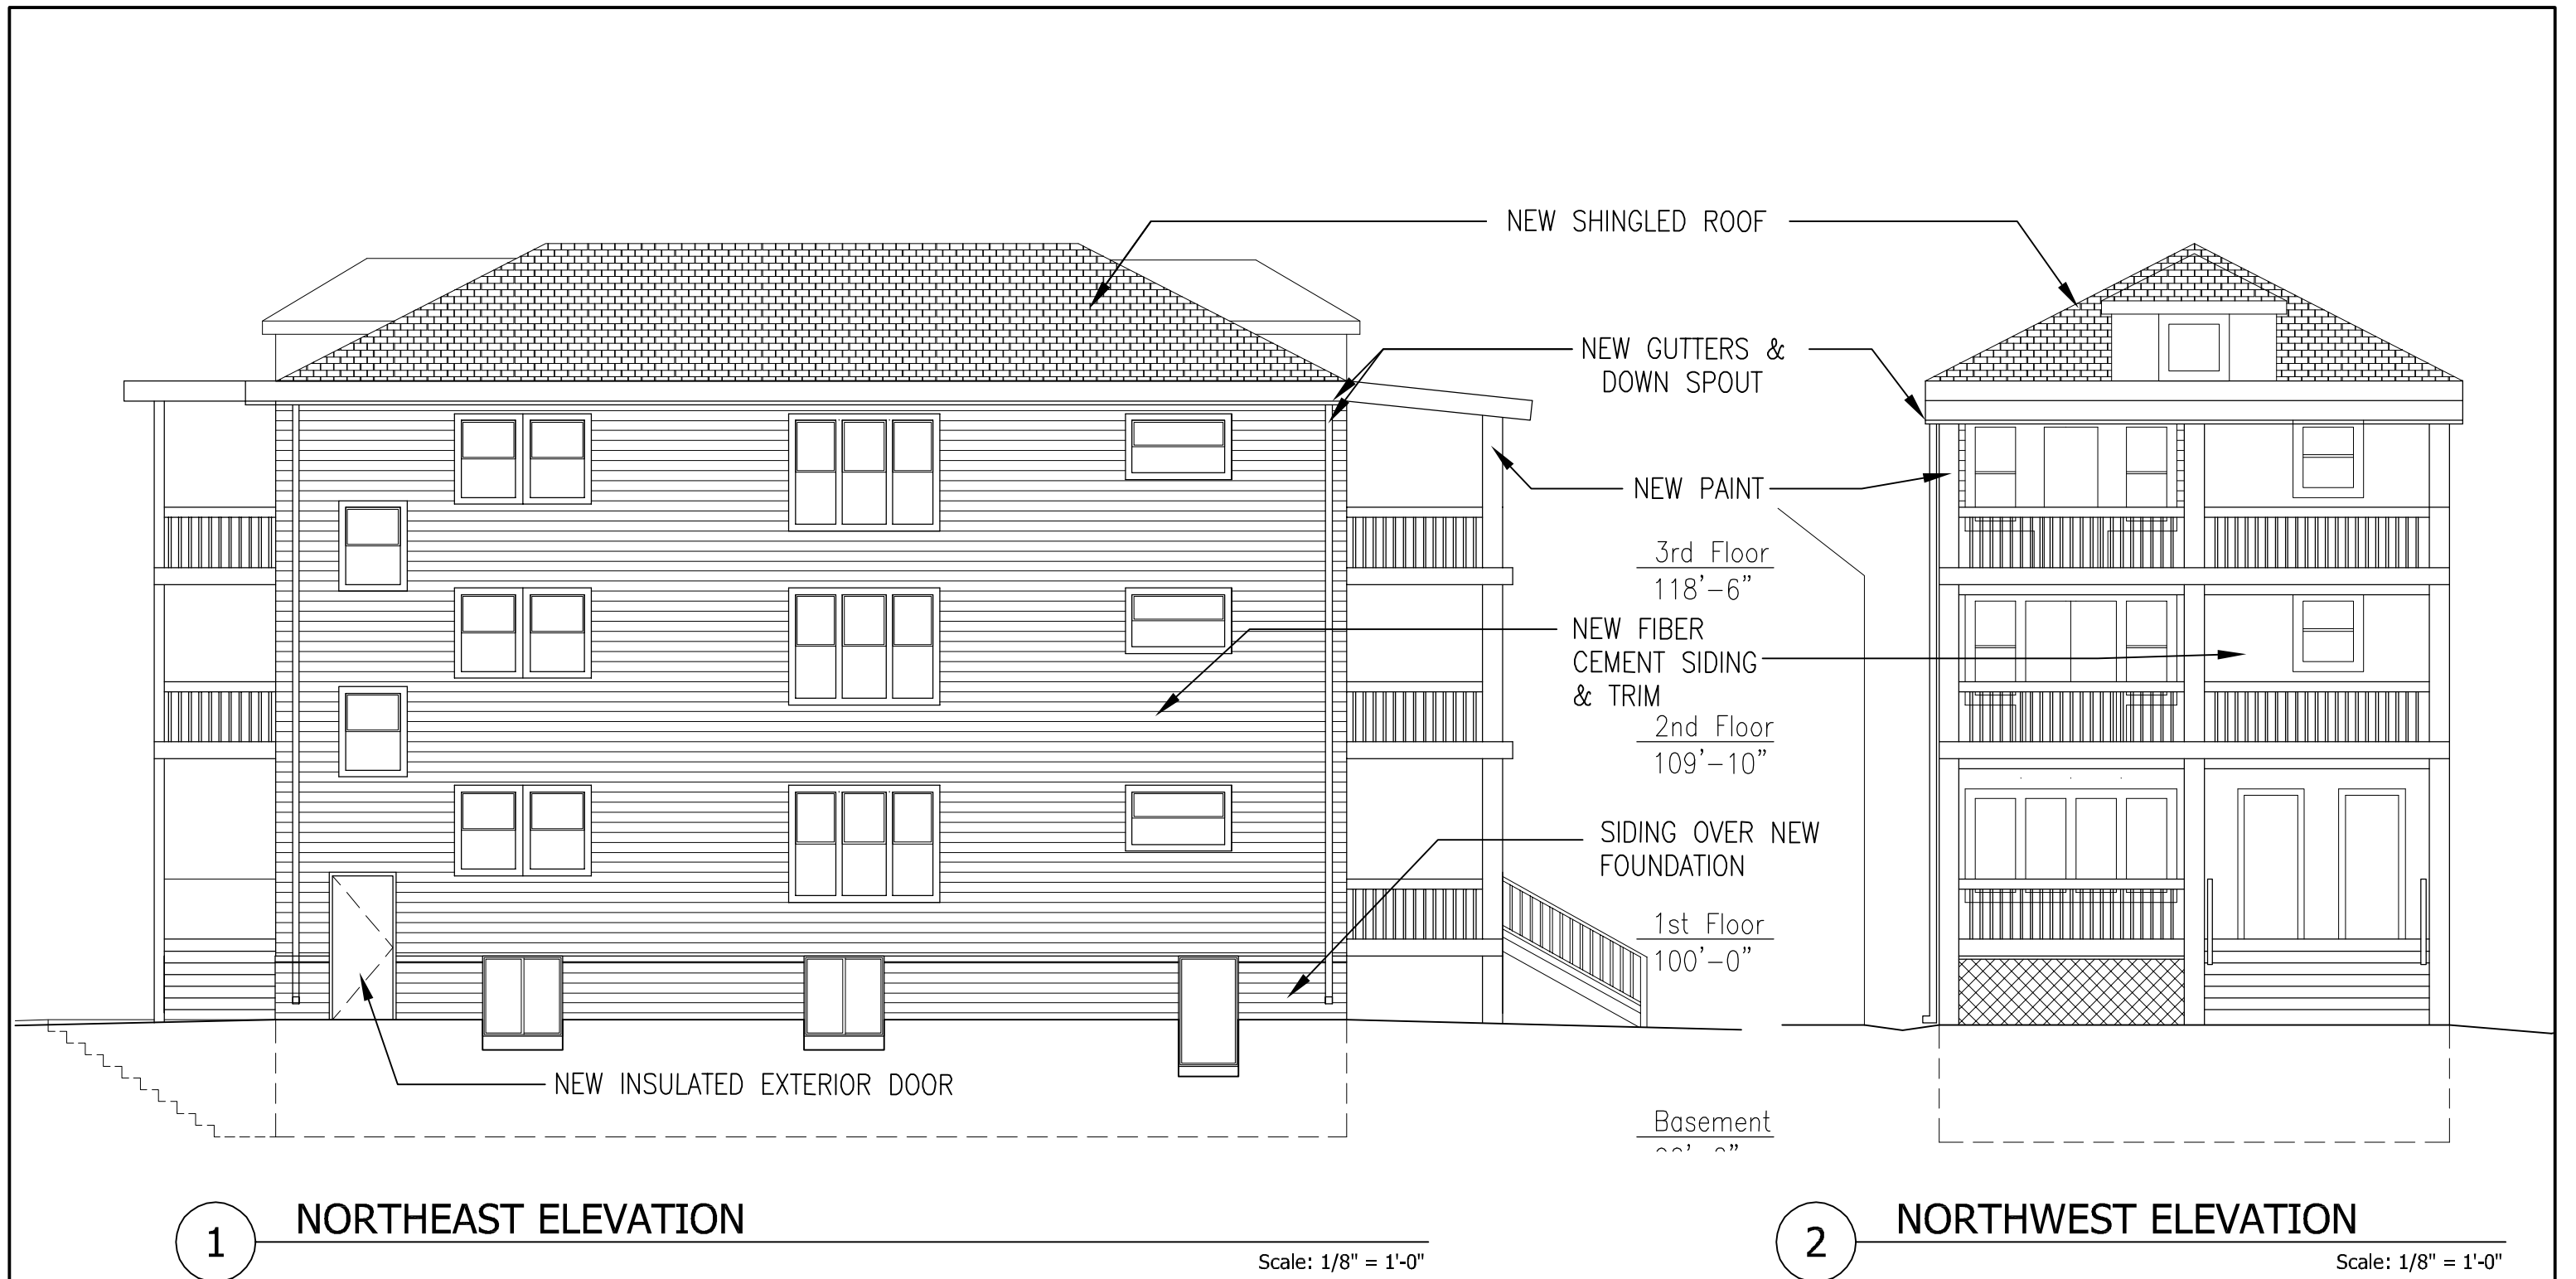 NEW SHINGLED ROOF
NEW GUTTERS &
DOWN SPOUT
NEW PAINT
3rd Floor
118'-6"
NEW FIBER
CEMENT SIDING
& TRIM
2nd Floor
109'-10"
SIDING OVER NEW
FOUNDATION
1st Floor
100'-0"
NEW INSULATED EXTERIOR DOOR
Basement
1 NORTHEAST ELEVATION
Scale: 1/8" = 1'-0"
2 NORTHWEST ELEVATION
Scale: 1/8" = 1'-0"